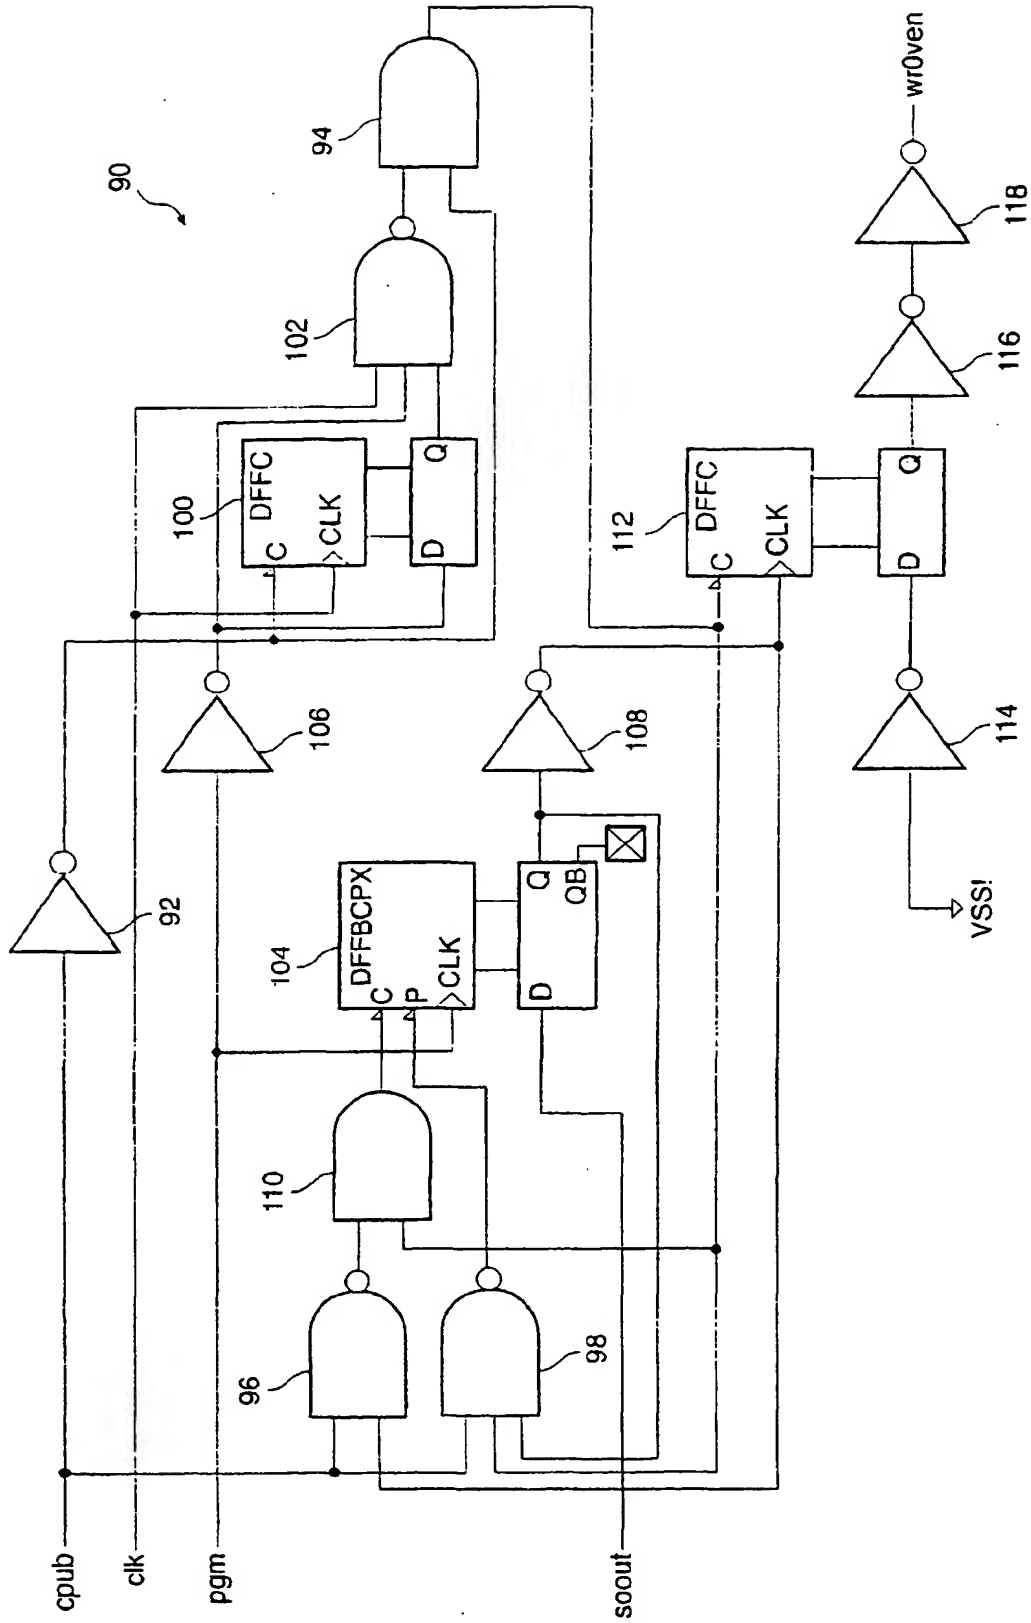 90
cpub
clk
pgm
soout
92
94
96
98
100
DFFC
C
CLK
D
Q
102
104
DFFBCPX
C
P
CLK
D
Q
QB
106
108
110
112
DFFC
C
CLK
D
Q
114
VSS!
116
118
wr0ven